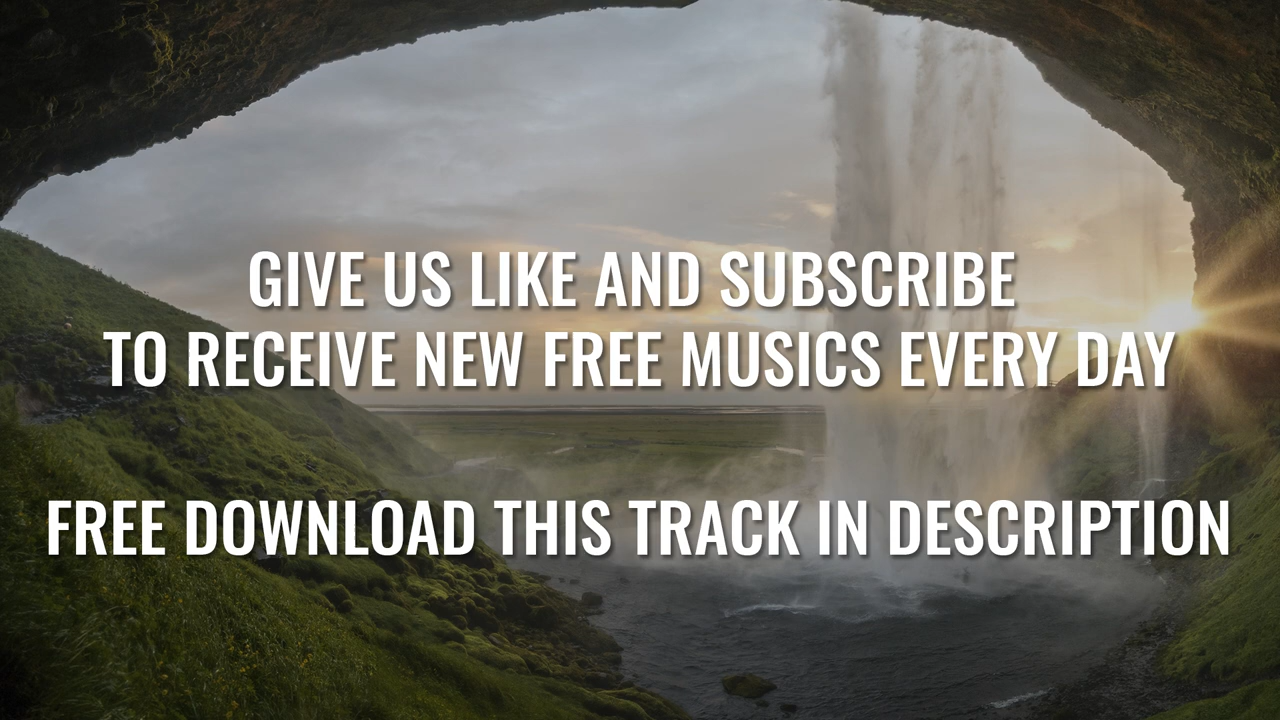 GIVE US LIKE AND SUBSCRIBE
TO RECEIVE NEW FREE MUSICS EVERY DAY
FREE DOWNLOAD THIS TRACK IN DESCRIPTION